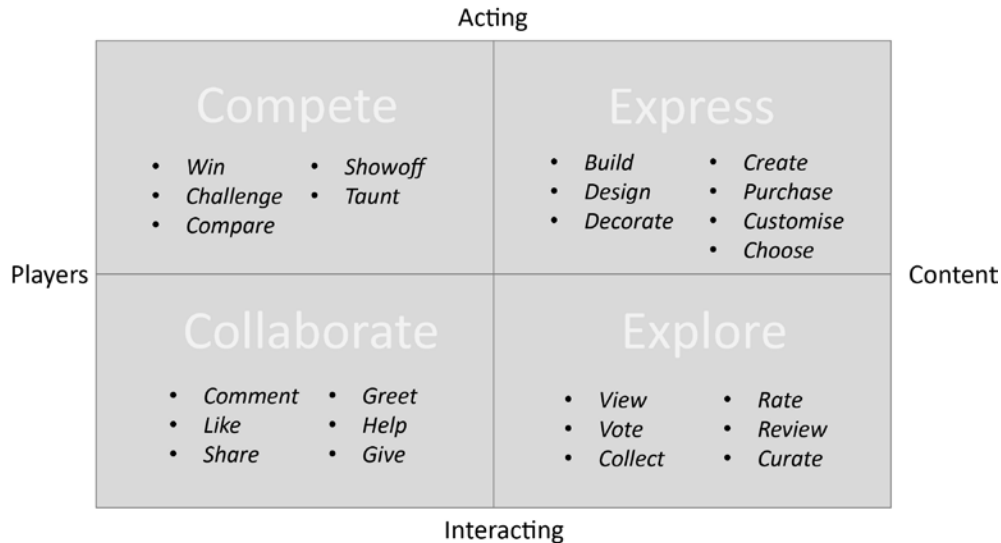 Acting
Compete
• Win
• Challenge
• Compare
• Showoff
• Taunt
Express
• Build
• Design
• Decorate
• Create
• Purchase
• Customise
• Choose
Players
Content
Collaborate
• Comment
• Like
• Share
• Greet
• Help
• Give
Explore
• View
• Vote
• Collect
• Rate
• Review
• Curate
Interacting